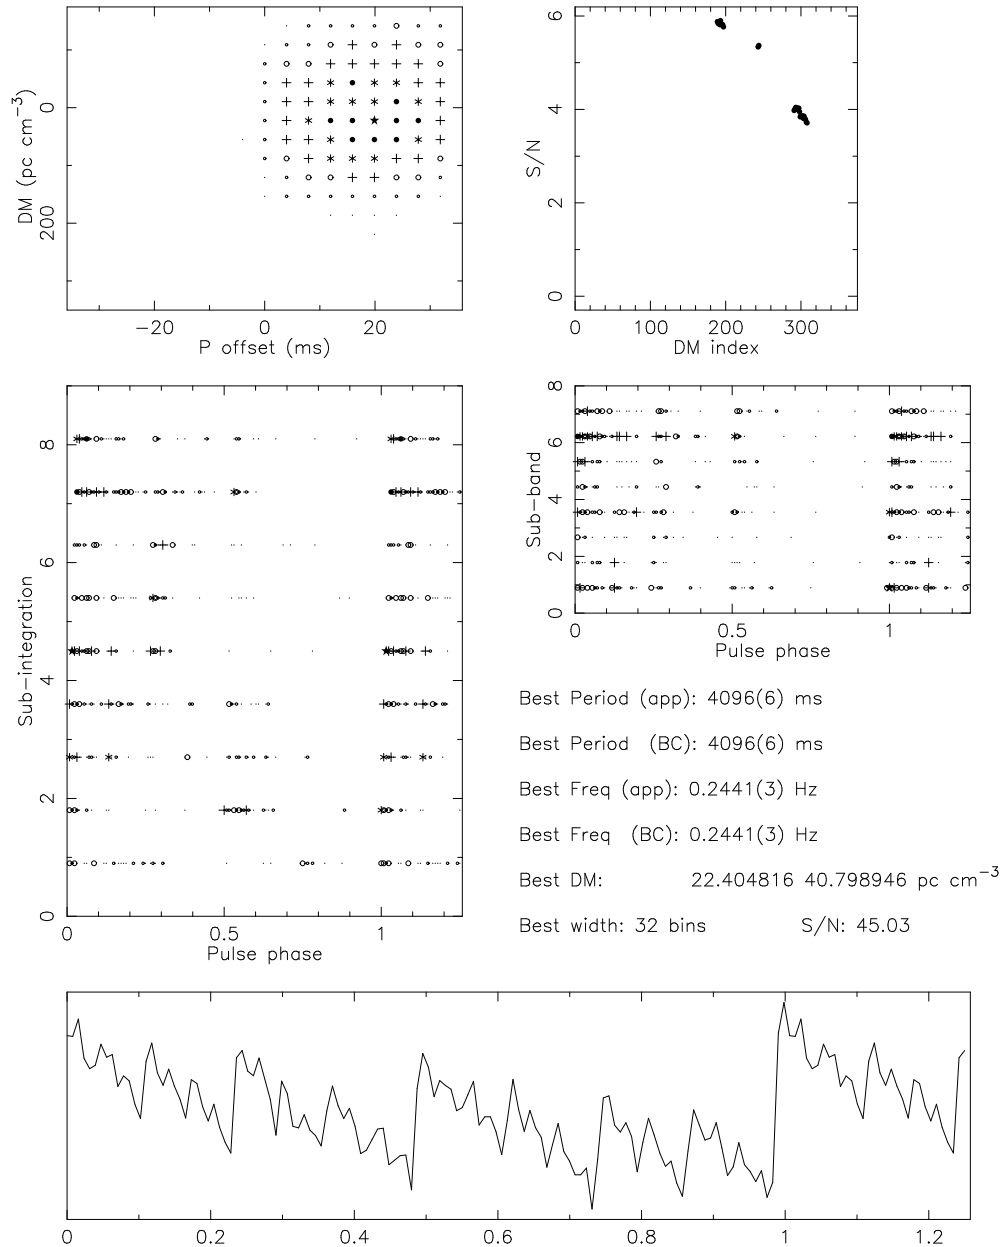 DM (pc cm⁻³)
0
200
−20
0
20
P offset (ms)
S/N
6
4
2
0
0
100
200
300
DM index
Sub−integration
8
6
4
2
0
0
0.5
1
Pulse phase
Sub−band
8
6
4
2
0
0
0.5
1
Pulse phase
Best Period (app): 4096(6) ms
Best Period (BC): 4096(6) ms
Best Freq (app): 0.2441(3) Hz
Best Freq (BC): 0.2441(3) Hz
Best DM: 22.404816 40.798946 pc cm⁻³
Best width: 32 bins S/N: 45.03
0
0.2
0.4
0.6
0.8
1
1.2